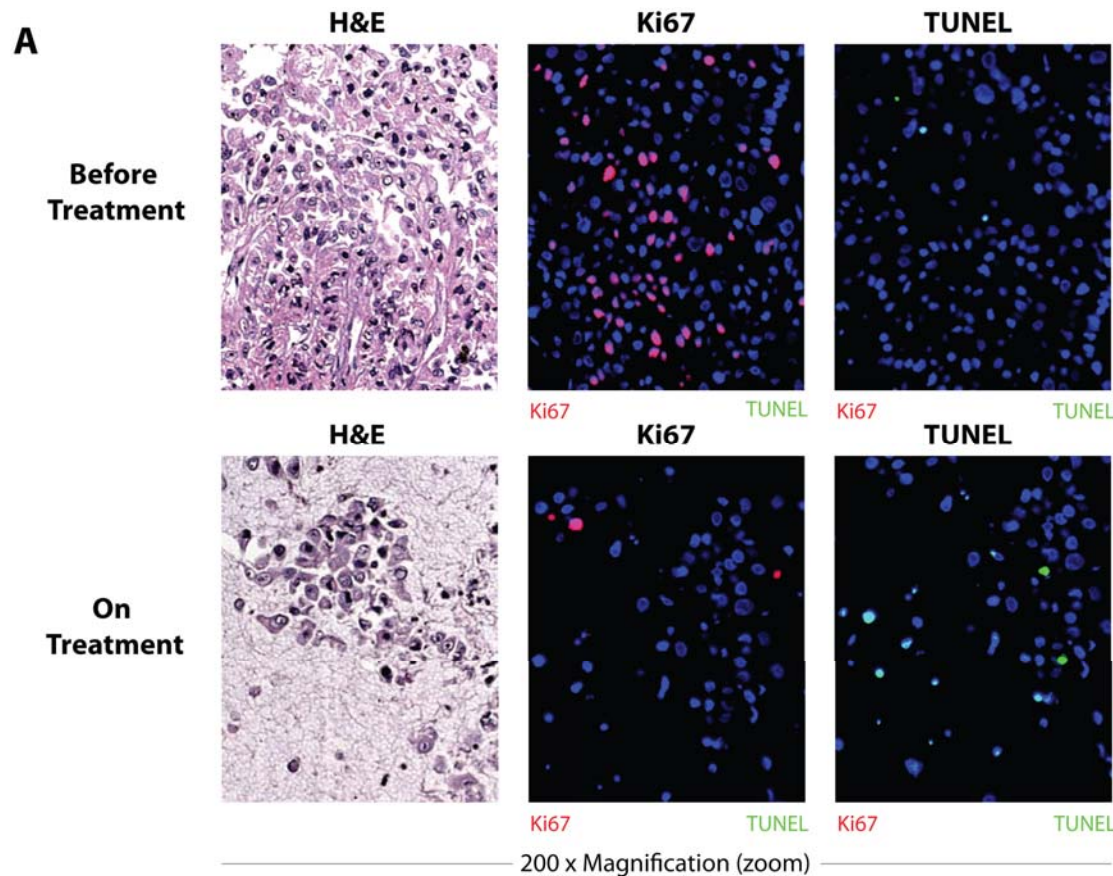 A
H&E Ki67 TUNEL
Before
Treatment
Ki67 TUNEL Ki67 TUNEL
H&E Ki67 TUNEL
On
Treatment
Ki67 TUNEL Ki67 TUNEL
200 x Magnification (zoom)